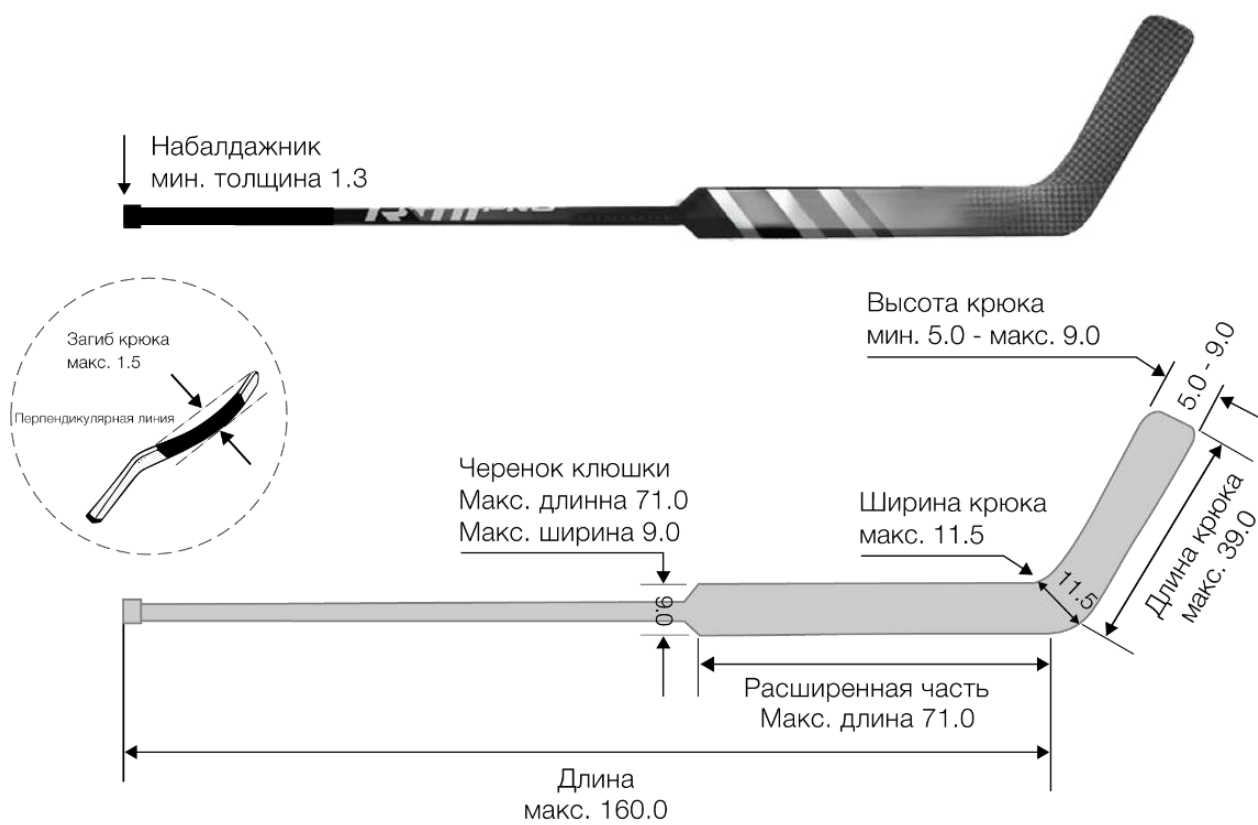 Набалдажник
мин. толщина 1.3
Высота крюка
мин. 5.0 - макс. 9.0
5.0 - 9.0
Загиб крюка
макс. 1.5
Перпендикулярная линия
Черенок клюшки
Макс. длинна 71.0
Макс. ширина 9.0
Ширина крюка
макс. 11.5
11.5
Длина крюка
макс. 39.0
9.0
Расширенная часть
Макс. длина 71.0
Длина
макс. 160.0